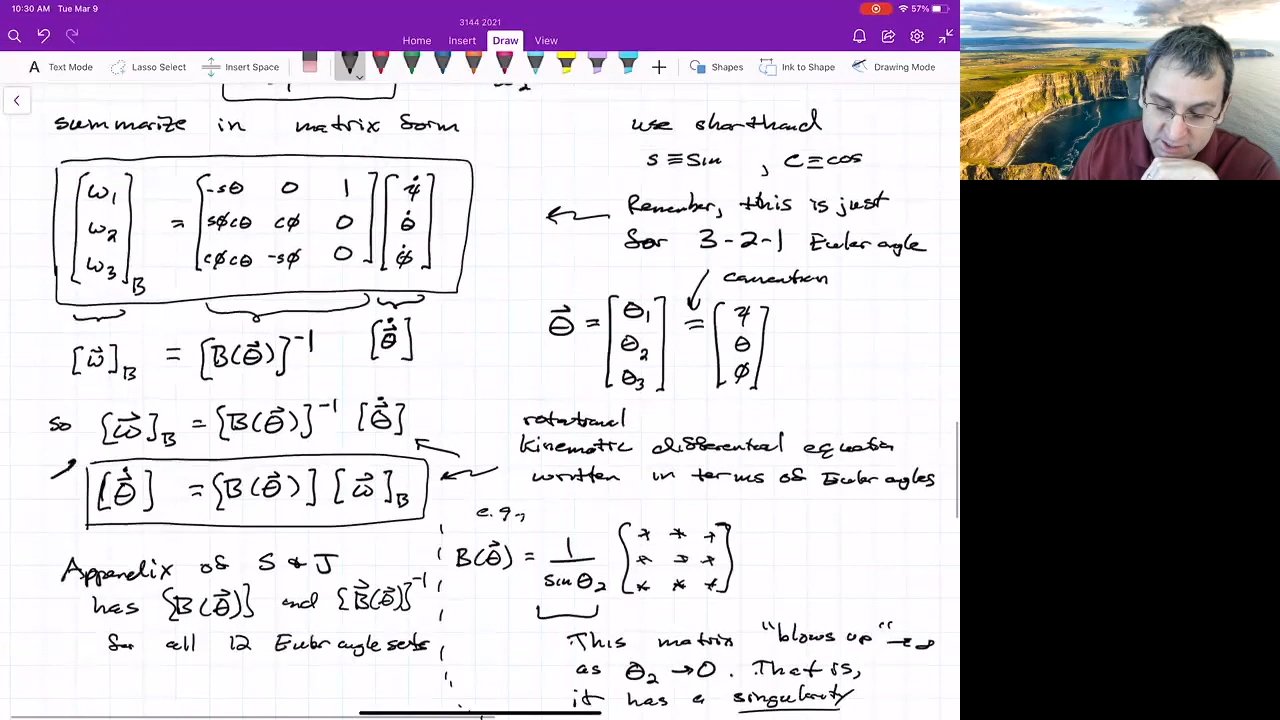 10:30 AM Tue Mar 9
57%
3144 2021
Home Insert Draw View
Text Mode Lasso Select Insert Space Shapes Ink to Shape Drawing Mode
summarize in matrix form
use shorthand
s ≡ sin , c ≡ cos
[ω1 ω2 ω3]B = [-sθ 0 1
sφcθ cφ 0
cφcθ -sφ 0] [ψ̇ θ̇ φ̇]
Remember, this is just
for 3-2-1 Euler angle
convention
[ω⃗]B = [B(θ⃗)]⁻¹ [θ⃗̇]
θ⃗ = [θ1 θ2 θ3] = [ψ θ φ]
so [ω⃗]B = [B(θ⃗)]⁻¹ [θ⃗̇]
[θ⃗̇] = [B(θ⃗)] [ω⃗]B
rotational
kinematic differential equation
written in terms of Euler angles
Appendix of S & J
has [B(θ⃗)] and [B(θ⃗)]⁻¹
for all 12 Euler angle sets
e.g.,
B(θ⃗) = 1/sin θ2 [* * *
* * *
* * *]
This matrix "blows up" → ∞
as θ2 → 0. That is,
it has a singularity